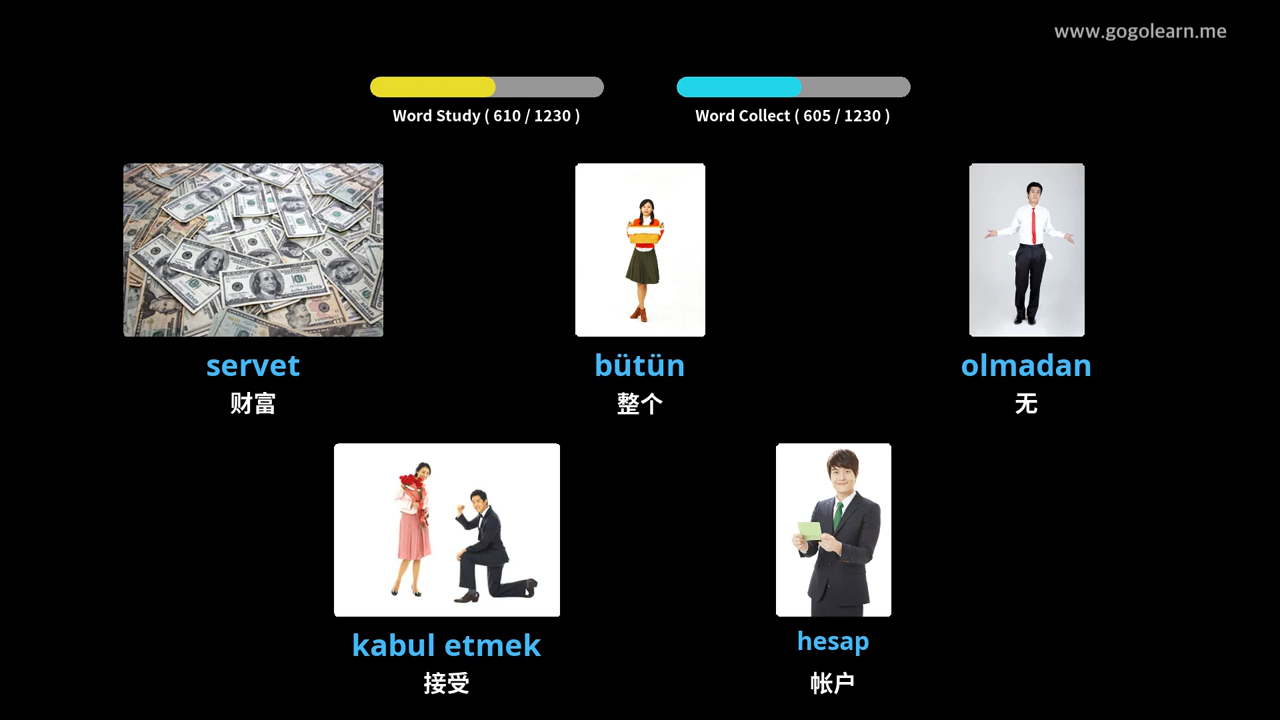 www.gogolearn.me
Word Study ( 610 / 1230 )
Word Collect ( 605 / 1230 )
servet
财富
bütün
整个
olmadan
无
kabul etmek
接受
hesap
帐户